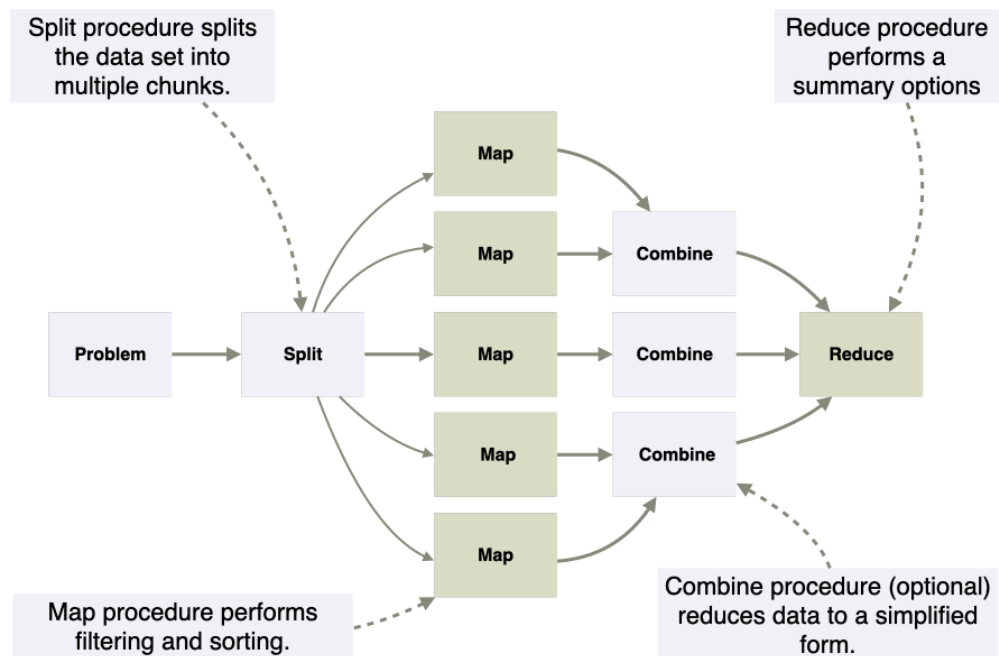 Split procedure splits
the data set into
multiple chunks.
Reduce procedure
performs a
summary options
Map
Map
Combine
Problem
Split
Map
Combine
Reduce
Map
Combine
Map
Map procedure performs
filtering and sorting.
Combine procedure (optional)
reduces data to a simplified
form.